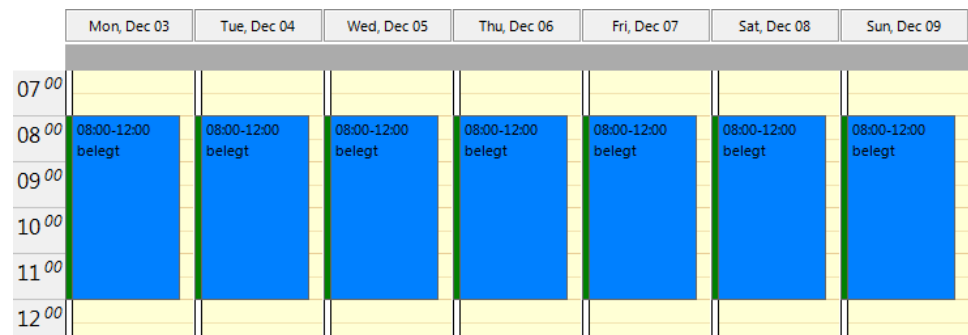 Mon, Dec 03 Tue, Dec 04 Wed, Dec 05 Thu, Dec 06 Fri, Dec 07 Sat, Dec 08 Sun, Dec 09
07 00
08 00 08:00-12:00 08:00-12:00 08:00-12:00 08:00-12:00 08:00-12:00 08:00-12:00 08:00-12:00
belegt belegt belegt belegt belegt belegt belegt
09 00
10 00
11 00
12 00